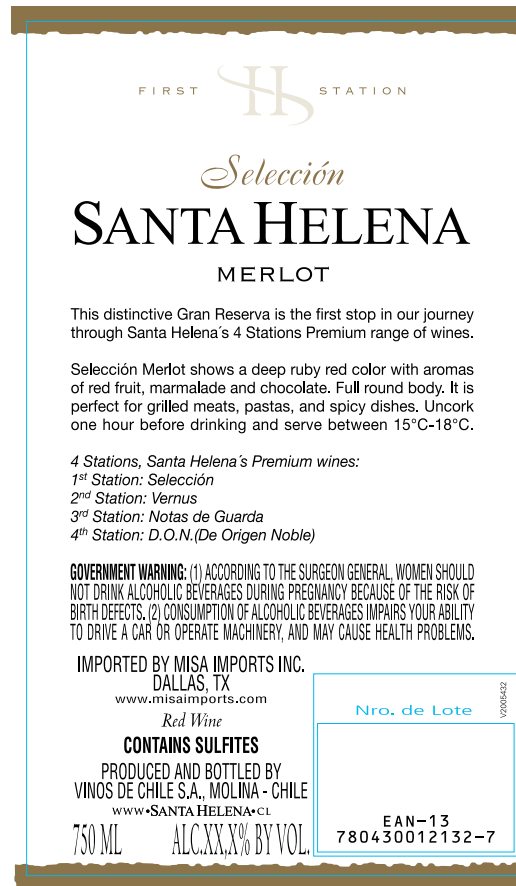 FIRST H STATION
Selección
SANTA HELENA
MERLOT
This distinctive Gran Reserva is the first stop in our journey
through Santa Helena´s 4 Stations Premium range of wines.
Selección Merlot shows a deep ruby red color with aromas
of red fruit, marmalade and chocolate. Full round body. It is
perfect for grilled meats, pastas, and spicy dishes. Uncork
one hour before drinking and serve between 15°C-18°C.
4 Stations, Santa Helena´s Premium wines:
1st Station: Selección
2nd Station: Vernus
3rd Station: Notas de Guarda
4th Station: D.O.N.(De Origen Noble)
GOVERNMENT WARNING: (1) ACCORDING TO THE SURGEON GENERAL, WOMEN SHOULD
NOT DRINK ALCOHOLIC BEVERAGES DURING PREGNANCY BECAUSE OF THE RISK OF
BIRTH DEFECTS. (2) CONSUMPTION OF ALCOHOLIC BEVERAGES IMPAIRS YOUR ABILITY
TO DRIVE A CAR OR OPERATE MACHINERY, AND MAY CAUSE HEALTH PROBLEMS.
IMPORTED BY MISA IMPORTS INC.
DALLAS, TX
www.misaimports.com
Red Wine
CONTAINS SULFITES
PRODUCED AND BOTTLED BY
VINOS DE CHILE S.A., MOLINA - CHILE
WWW•SANTA HELENA•CL
750 ML ALC.XX,X% BY VOL.
Nro. de Lote
V2005432
EAN-13
780430012132-7